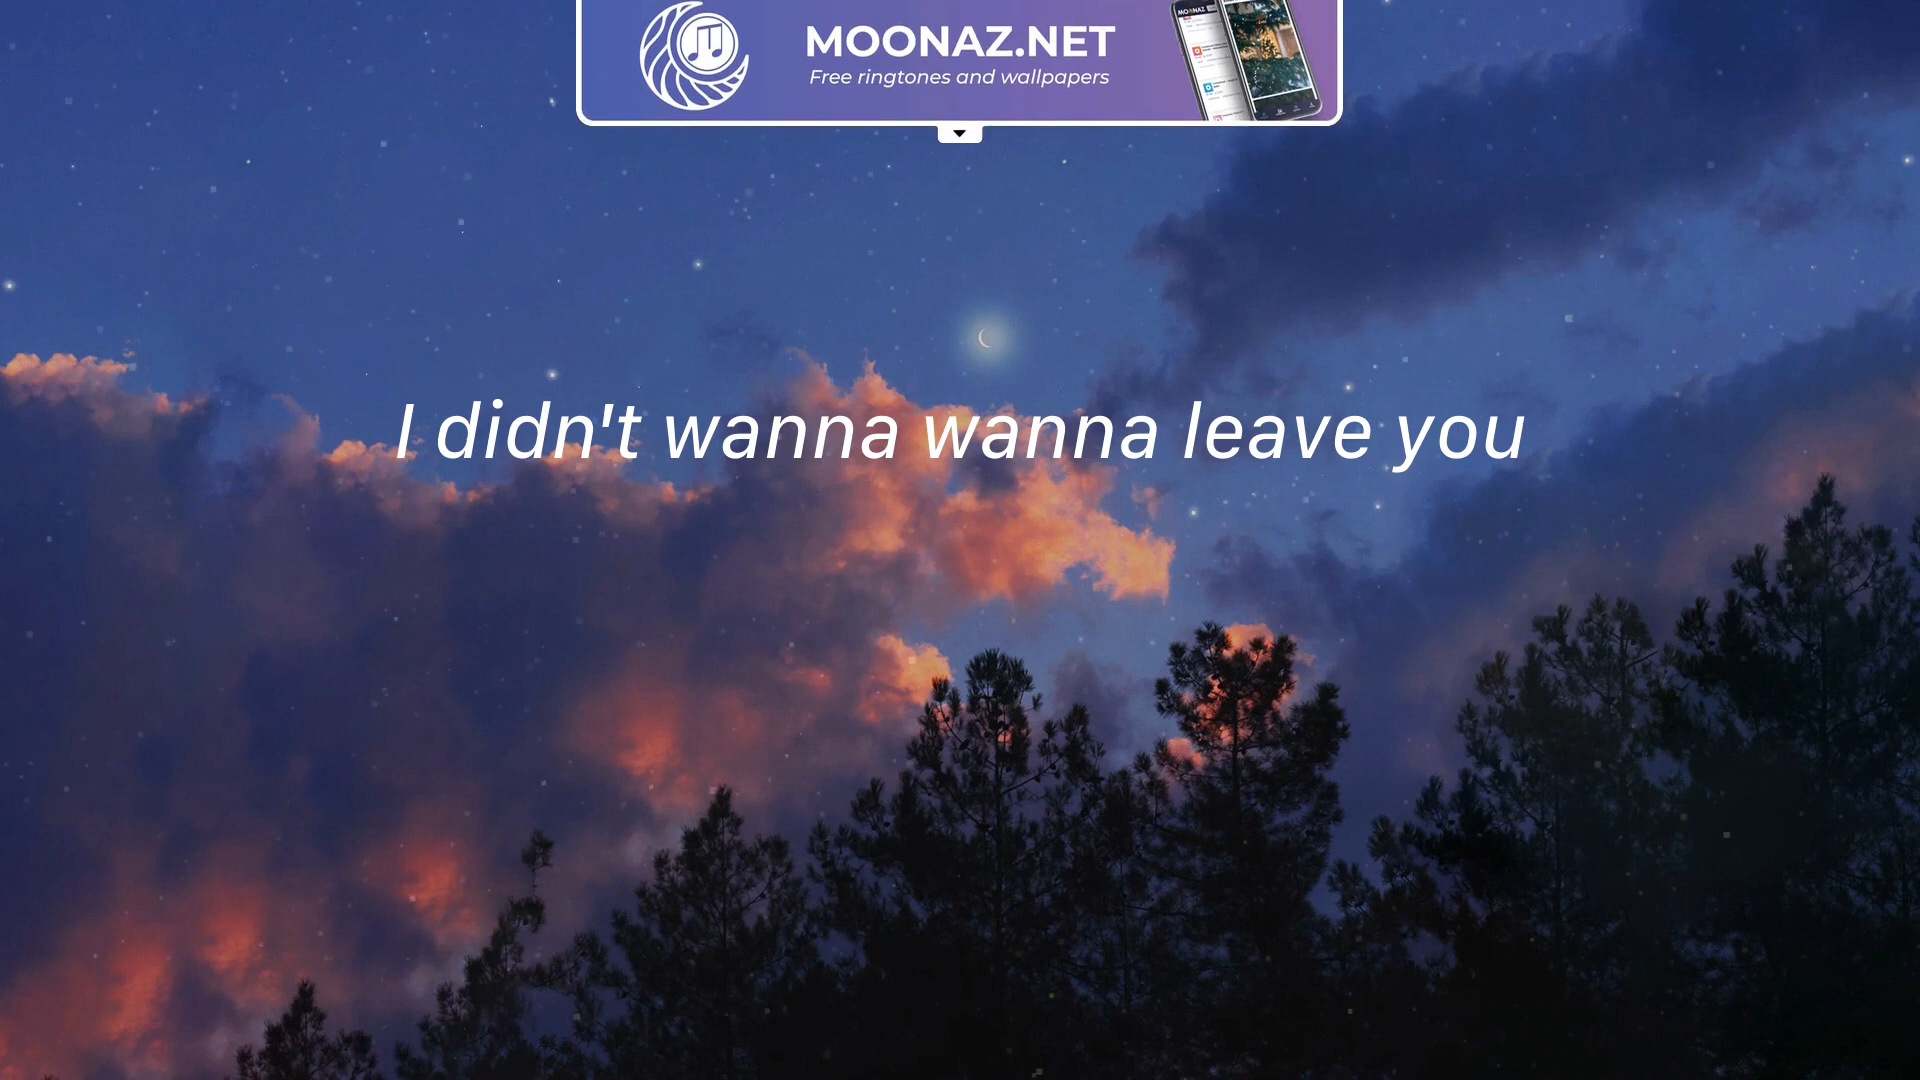 MOONAZ.NET
Free ringtones and wallpapers
I didn't wanna wanna leave you